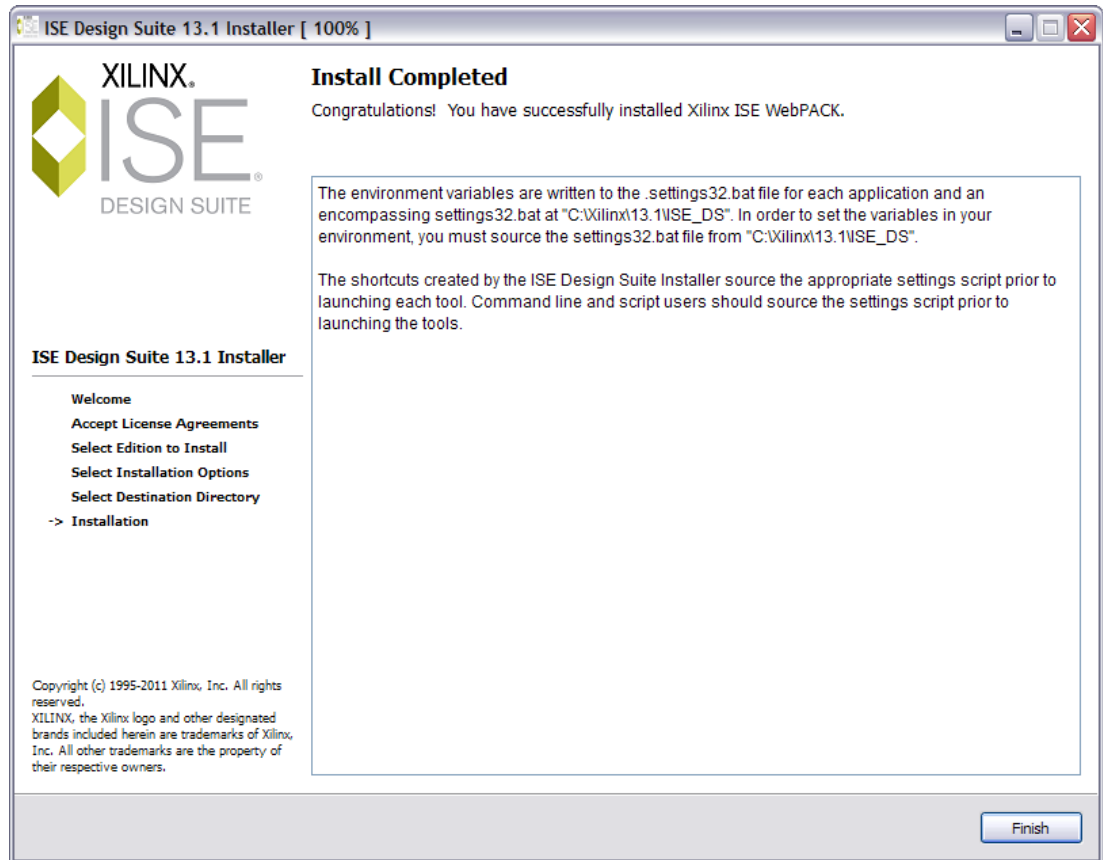 ISE Design Suite 13.1 Installer [ 100% ]
XILINX®
ISE®
DESIGN SUITE
ISE Design Suite 13.1 Installer
Welcome
Accept License Agreements
Select Edition to Install
Select Installation Options
Select Destination Directory
-> Installation
Copyright (c) 1995-2011 Xilinx, Inc. All rights
reserved.
XILINX, the Xilinx logo and other designated
brands included herein are trademarks of Xilinx,
Inc. All other trademarks are the property of
their respective owners.
Install Completed
Congratulations! You have successfully installed Xilinx ISE WebPACK.
The environment variables are written to the .settings32.bat file for each application and an
encompassing settings32.bat at "C:\Xilinx\13.1\ISE_DS". In order to set the variables in your
environment, you must source the settings32.bat file from "C:\Xilinx\13.1\ISE_DS".
The shortcuts created by the ISE Design Suite Installer source the appropriate settings script prior to
launching each tool. Command line and script users should source the settings script prior to
launching the tools.
Finish